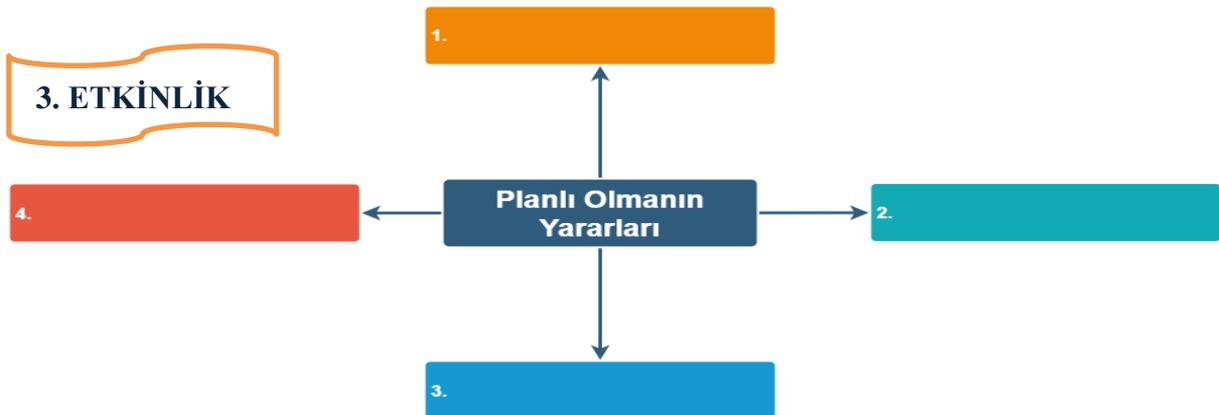 1.
3. ETKİNLİK
4.
Planlı Olmanın
Yararları
2.
3.